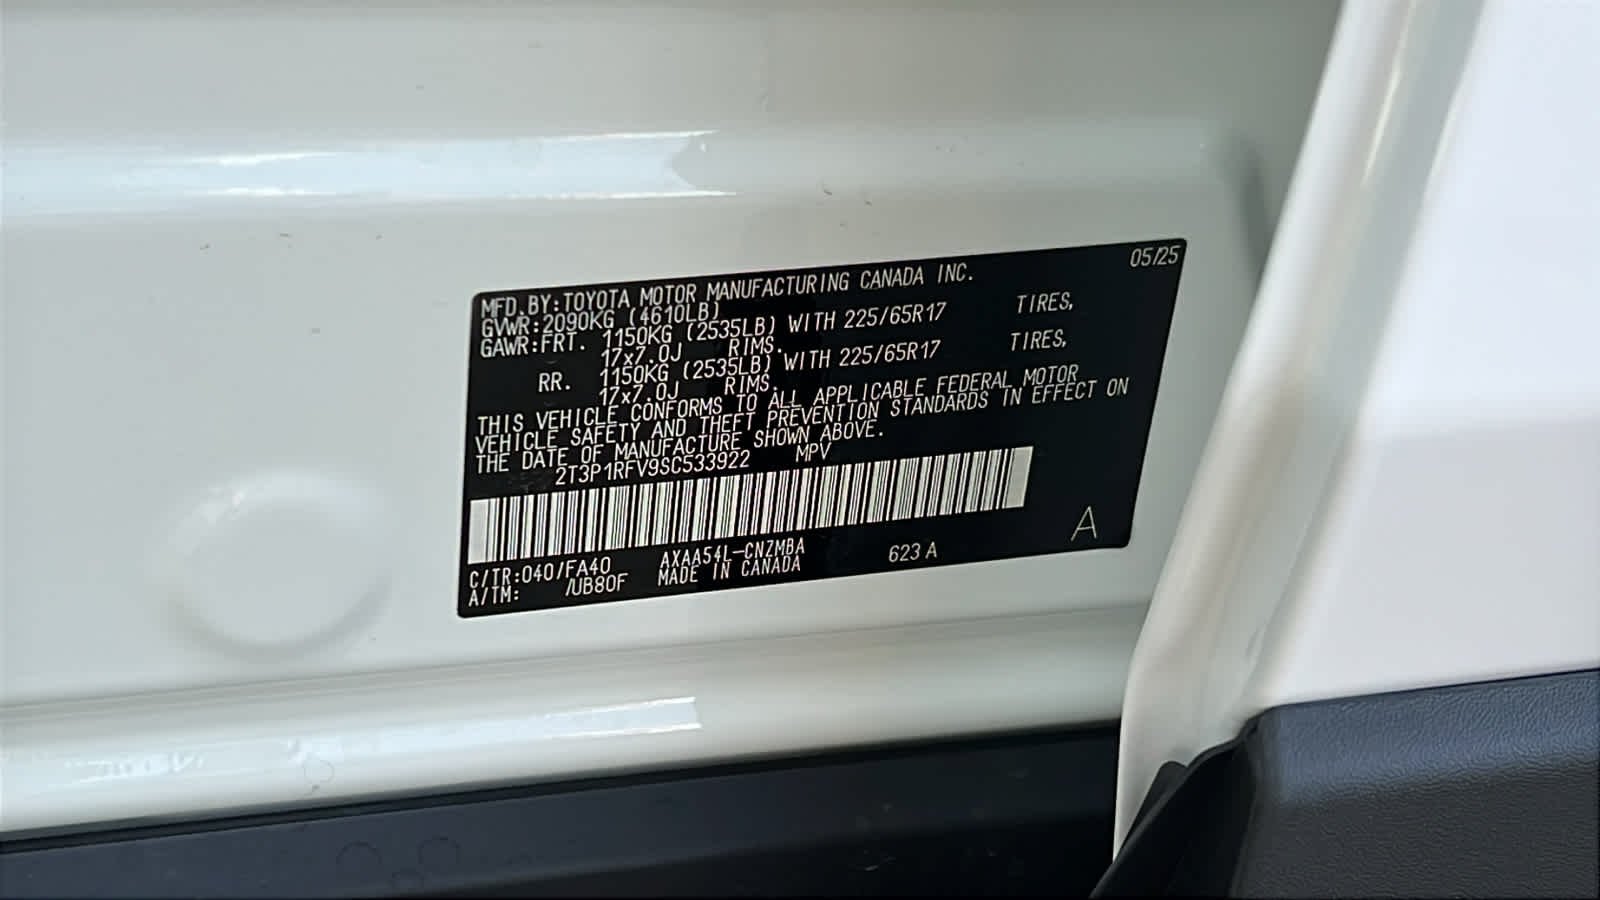 05/25
MFD.BY:TOYOTA MOTOR MANUFACTURING CANADA INC.
GVWR:2090KG (4610LB)
GAWR:FRT. 1150KG (2535LB) WITH 225/65R17 TIRES,
17x7.0J RIMS.
RR. 1150KG (2535LB) WITH 225/65R17 TIRES,
17x7.0J RIMS.
THIS VEHICLE CONFORMS TO ALL APPLICABLE FEDERAL MOTOR
VEHICLE SAFETY AND THEFT PREVENTION STANDARDS IN EFFECT ON
THE DATE OF MANUFACTURE SHOWN ABOVE.
2T3P1RFV9SC533922 MPV
A
C/TR:040/FA40 AXAA54L-CNZMBA 623 A
A/TM: /UB80F MADE IN CANADA